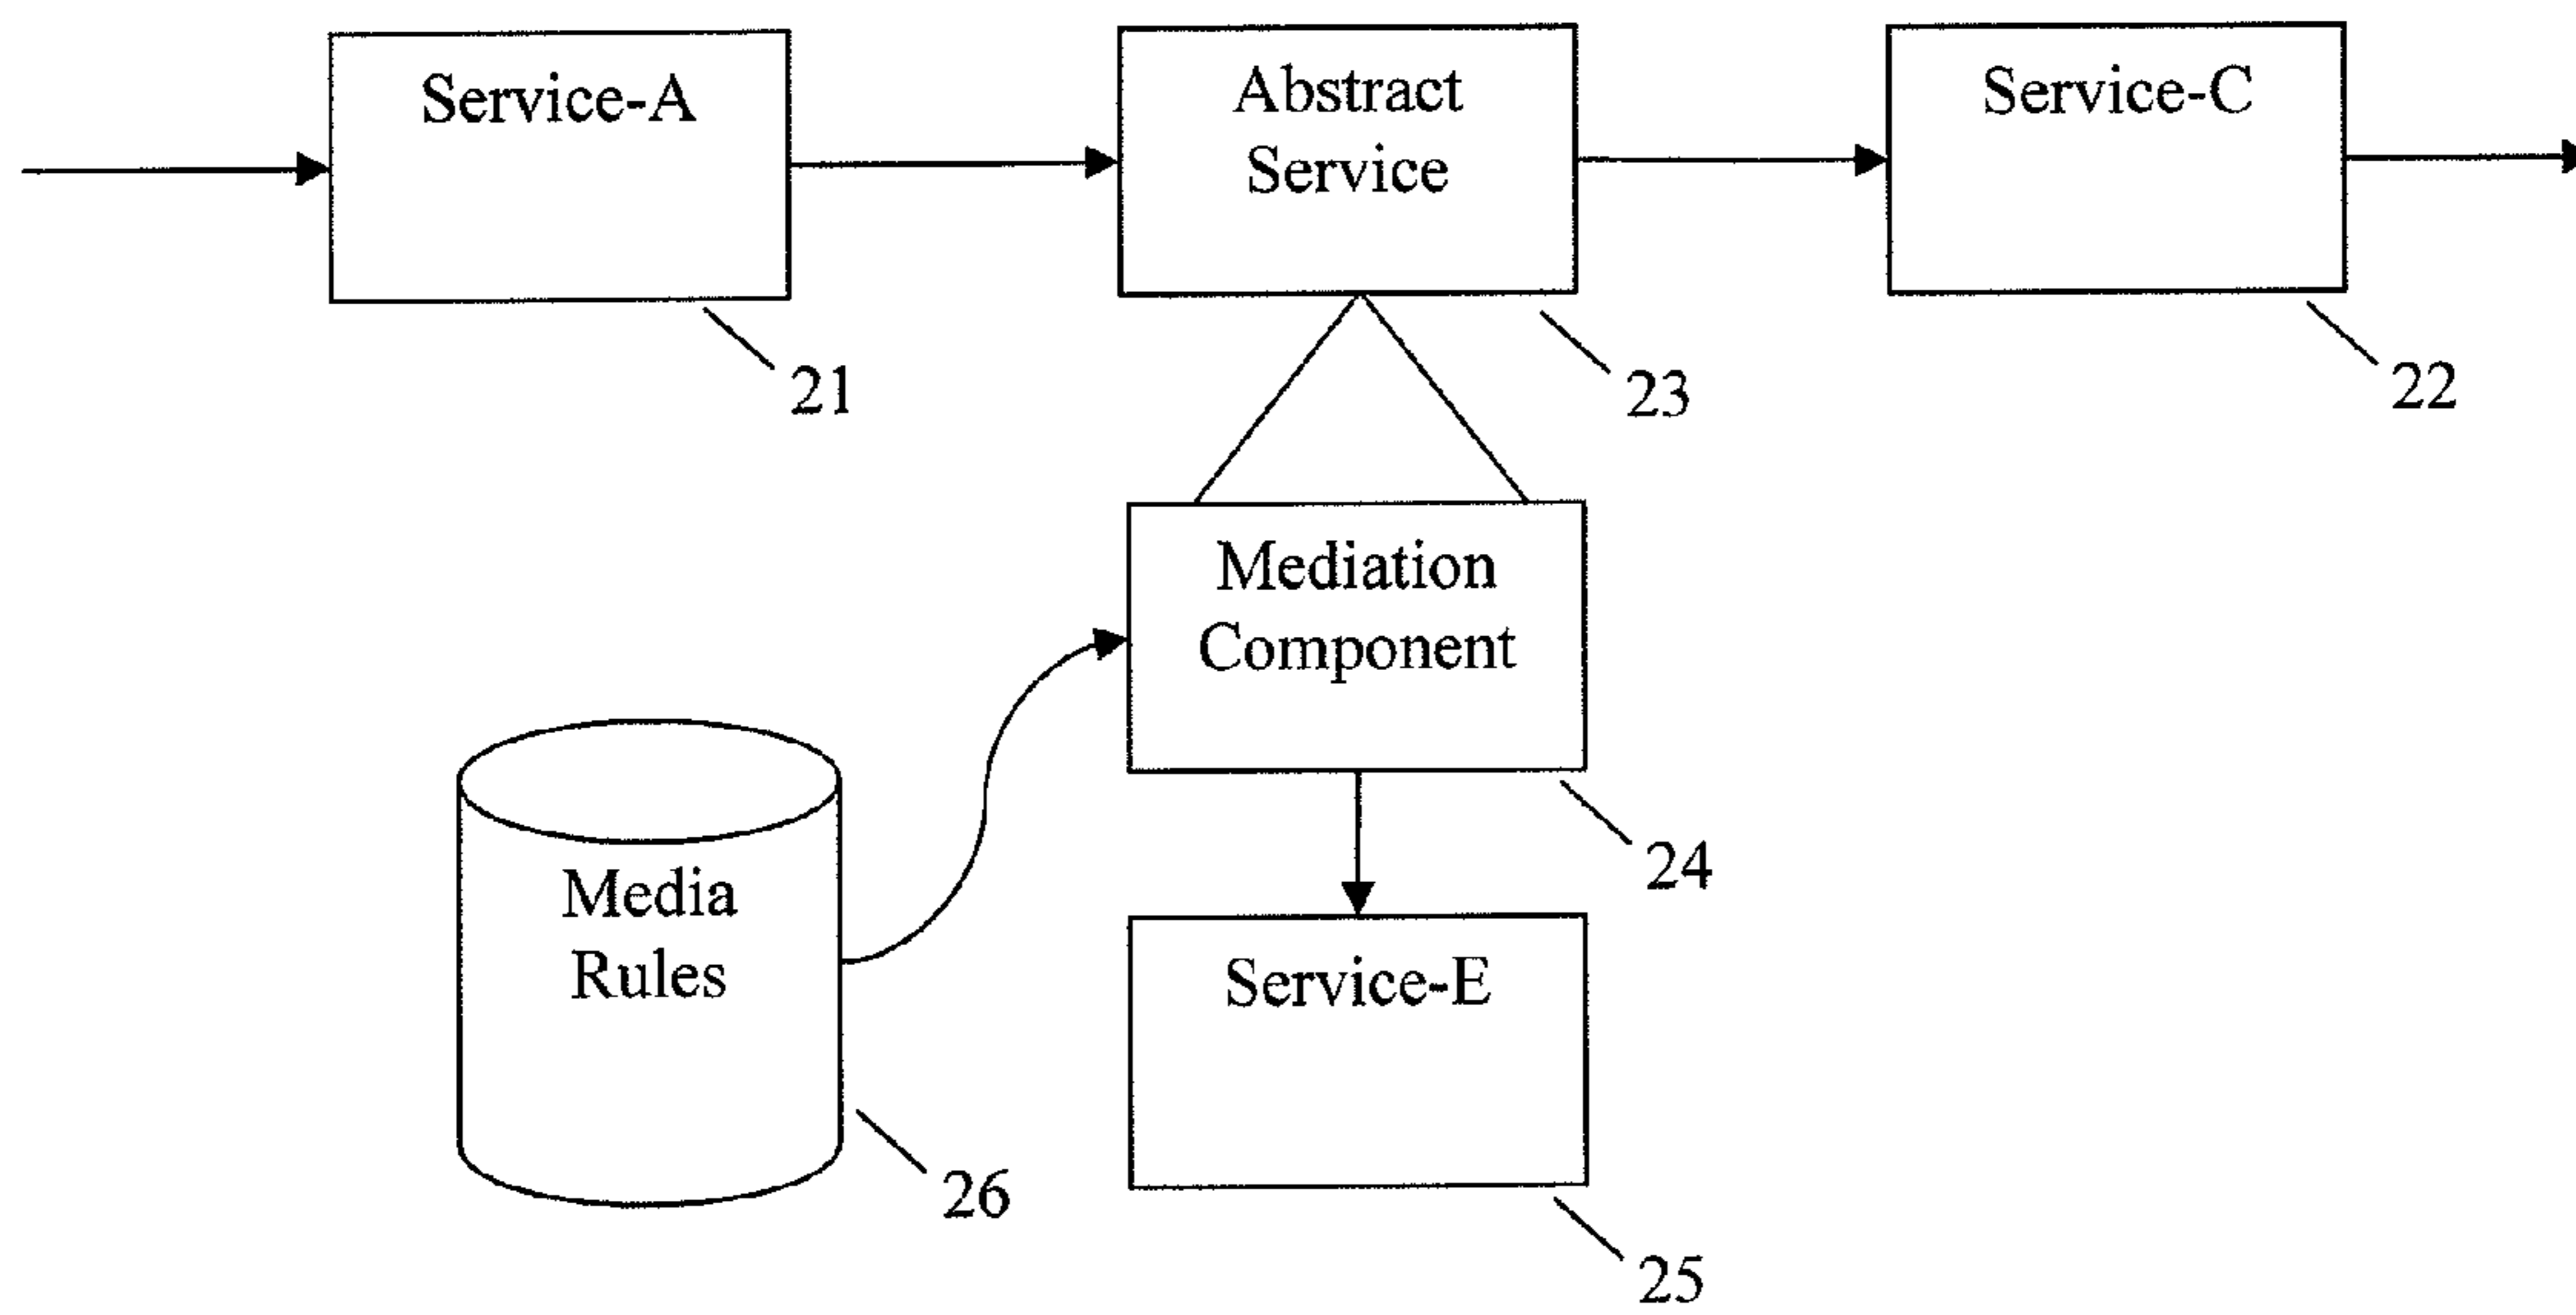 Service-A
Abstract
Service
Service-C
21
23
22
Mediation
Component
24
Media
Rules
26
Service-E
25